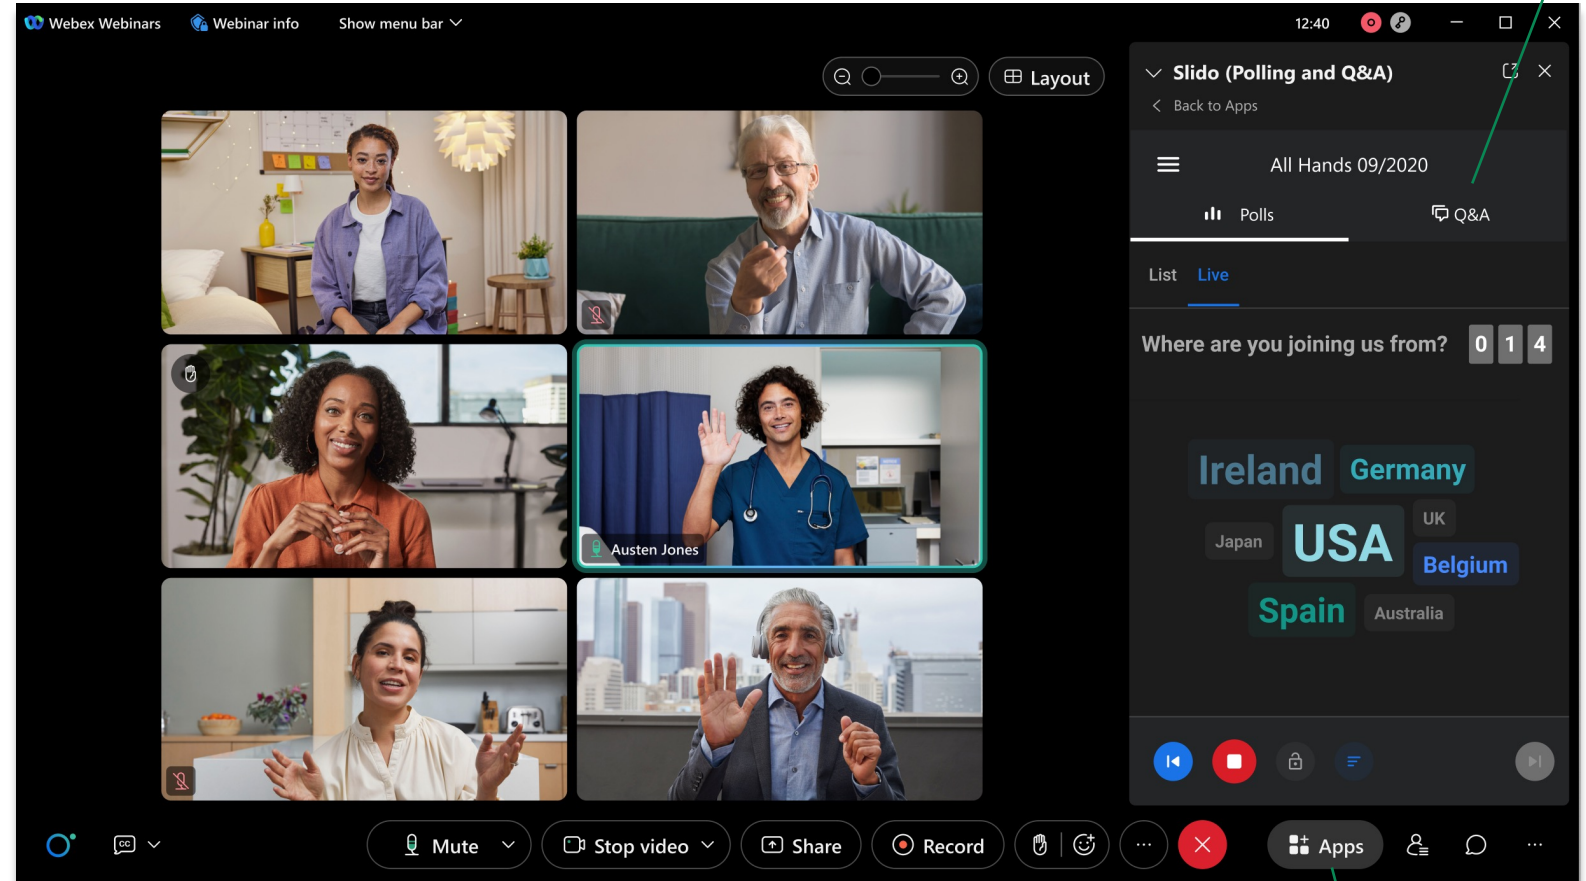 Webex Webinars
Webinar info
Show menu bar
12:40
Layout
Slido (Polling and Q&A)
Back to Apps
All Hands 09/2020
Polls
Q&A
List
Live
Where are you joining us from?
0 1 4
Ireland
Germany
UK
Japan
USA
Belgium
Spain
Australia
Austen Jones
CC
Mute
Stop video
Share
Record
Apps